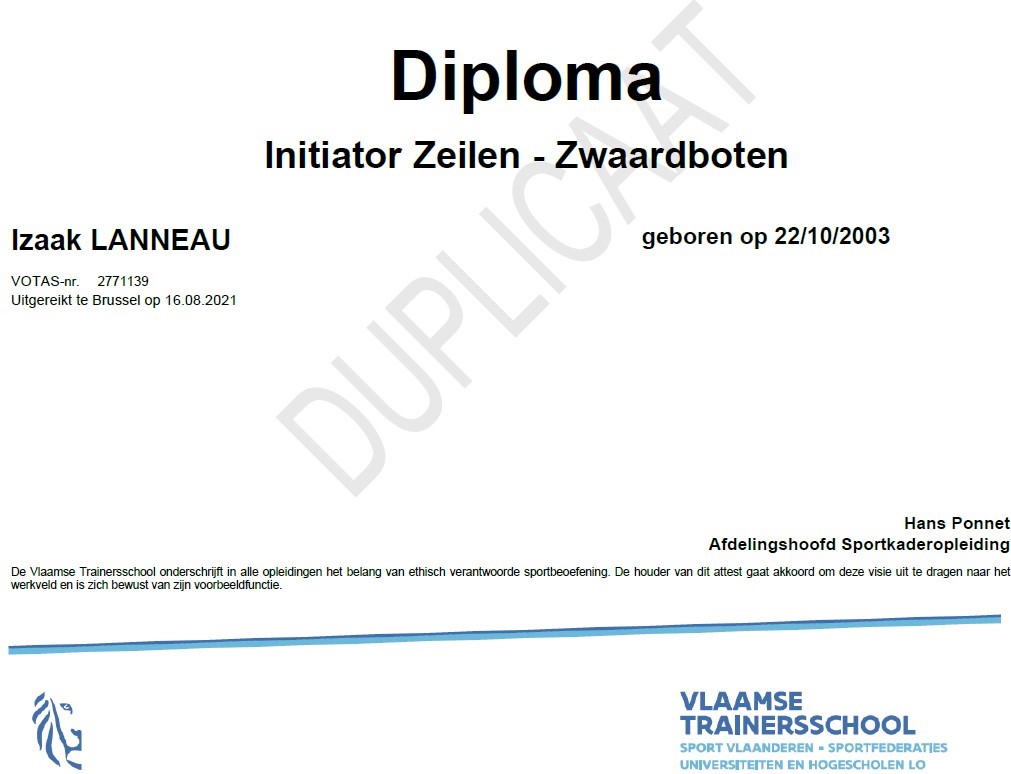 Diploma
Initiator Zeilen - Zwaardboten
Izaak LANNEAU
geboren op 22/10/2003
VOTAS-nr. 2771139
Uitgereikt te Brussel op 16.08.2021
DUPLICAAT
Hans Ponnet
Afdelingshoofd Sportkaderopleiding
De Vlaamse Trainersschool onderschrijft in alle opleidingen het belang van ethisch verantwoorde sportbeoefening. De houder van dit attest gaat akkoord om deze visie uit te dragen naar het
werkveld en is zich bewust van zijn voorbeeldfunctie.
VLAAMSE
TRAINERSSCHOOL
SPORT VLAANDEREN - SPORTFEDERATIES
UNIVERSITEITEN EN HOGESCHOLEN LO